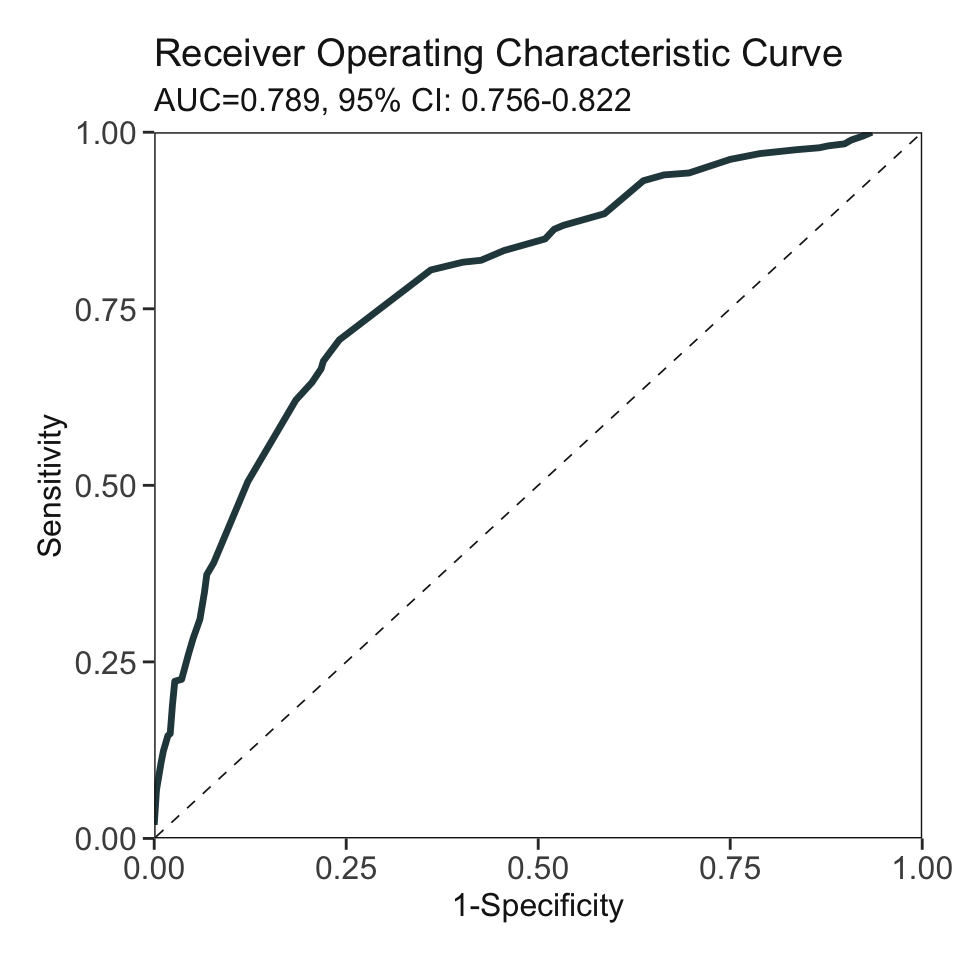 Receiver Operating Characteristic Curve
AUC=0.789, 95% CI: 0.756-0.822
1.00
0.75
0.50
0.25
0.00
Sensitivity
0.00 0.25 0.50 0.75 1.00
1-Specificity